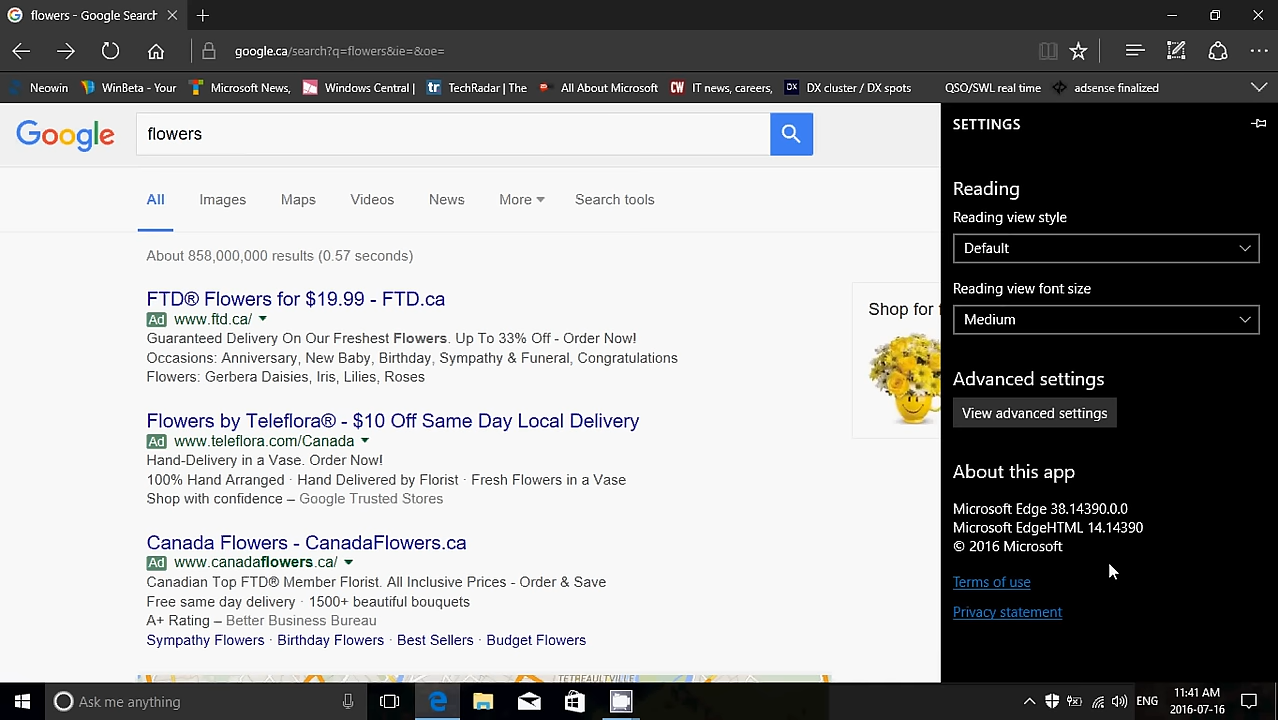 flowers - Google Search
google.ca/search?q=flowers&ie=&oe=
Neowin
WinBeta - Your
Microsoft News,
Windows Central |
tr TechRadar | The
All About Microsoft
CW IT news, careers,
DX DX cluster / DX spots
QSO/SWL real time
adsense finalized
Google
flowers
All Images Maps Videos News More Search tools
About 858,000,000 results (0.57 seconds)
FTD® Flowers for $19.99 - FTD.ca
Ad www.ftd.ca/
Guaranteed Delivery On Our Freshest Flowers. Up To 33% Off - Order Now!
Occasions: Anniversary, New Baby, Birthday, Sympathy & Funeral, Congratulations
Flowers: Gerbera Daisies, Iris, Lilies, Roses
Flowers by Teleflora® - $10 Off Same Day Local Delivery
Ad www.teleflora.com/Canada
Hand-Delivery in a Vase. Order Now!
100% Hand Arranged · Hand Delivered by Florist · Fresh Flowers in a Vase
Shop with confidence – Google Trusted Stores
Canada Flowers - CanadaFlowers.ca
Ad www.canadaflowers.ca/
Canadian Top FTD® Member Florist. All Inclusive Prices - Order & Save
Free same day delivery · 1500+ beautiful bouquets
A+ Rating – Better Business Bureau
Sympathy Flowers · Birthday Flowers · Best Sellers · Budget Flowers
TETREAULTVILLE
Shop for f
SETTINGS
Reading
Reading view style
Default
Reading view font size
Medium
Advanced settings
View advanced settings
About this app
Microsoft Edge 38.14390.0.0
Microsoft EdgeHTML 14.14390
© 2016 Microsoft
Terms of use
Privacy statement
Ask me anything
ENG
11:41 AM
2016-07-16